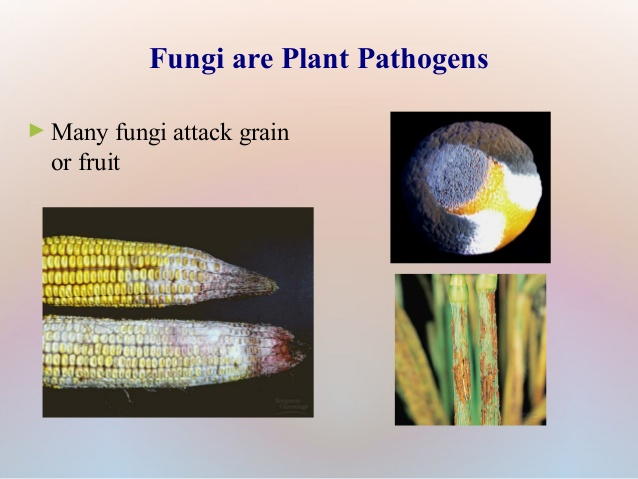 Fungi are Plant Pathogens
Many fungi attack grain
or fruit